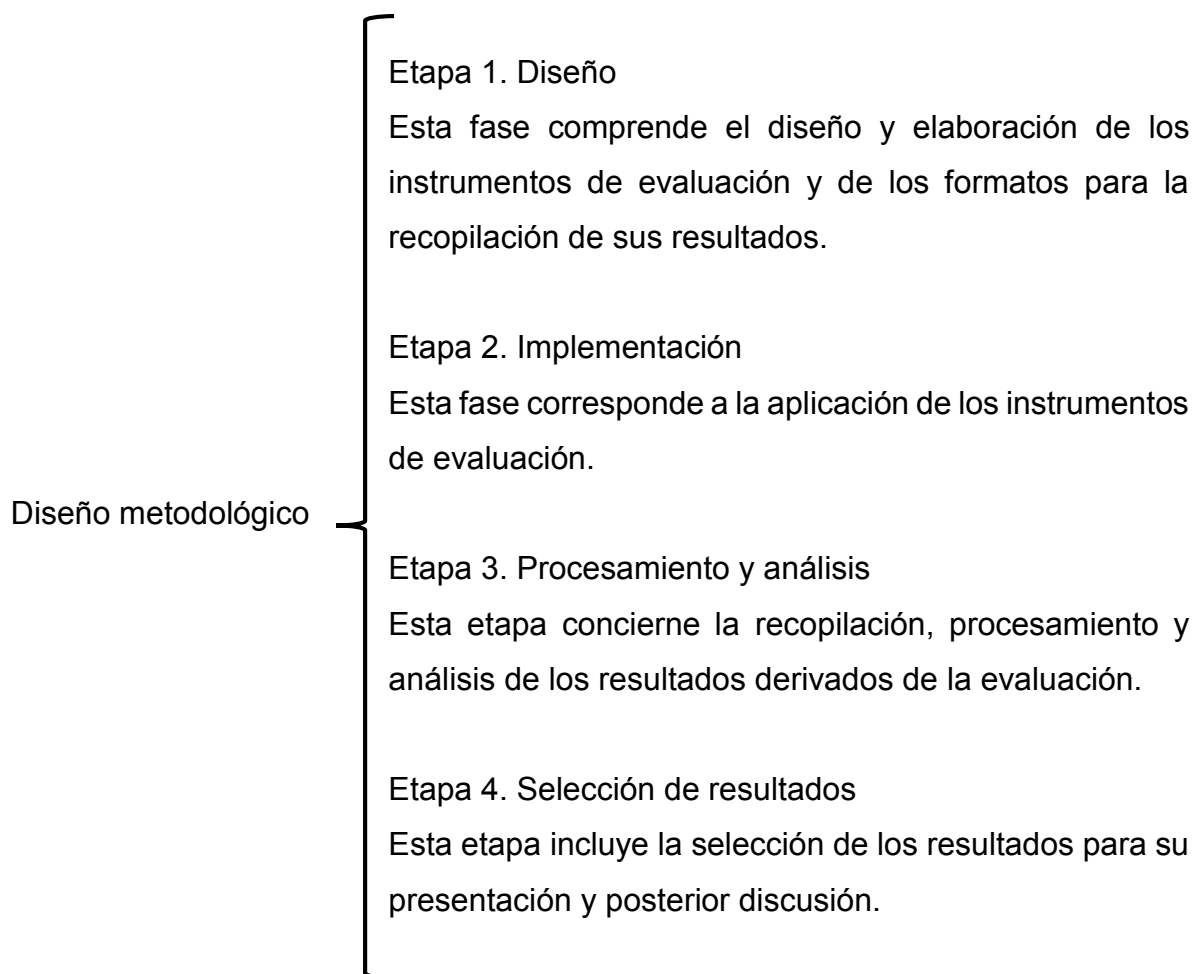 Etapa 1. Diseño
Esta fase comprende el diseño y elaboración de los
instrumentos de evaluación y de los formatos para la
recopilación de sus resultados.
Etapa 2. Implementación
Esta fase corresponde a la aplicación de los instrumentos
de evaluación.
Diseño metodológico
Etapa 3. Procesamiento y análisis
Esta etapa concierne la recopilación, procesamiento y
análisis de los resultados derivados de la evaluación.
Etapa 4. Selección de resultados
Esta etapa incluye la selección de los resultados para su
presentación y posterior discusión.